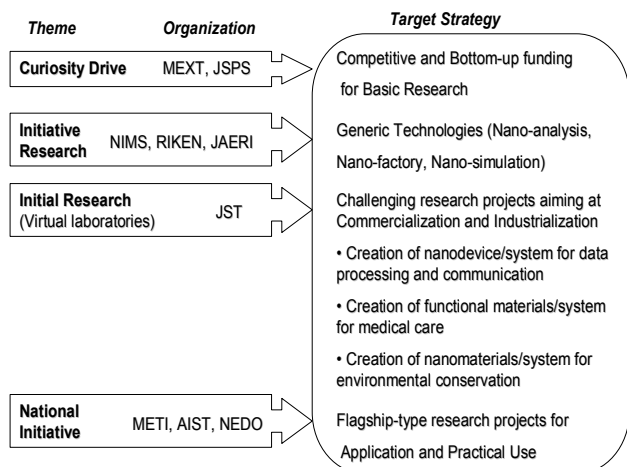 Theme Organization Target Strategy
Curiosity Drive MEXT, JSPS
Competitive and Bottom-up funding
for Basic Research
Initiative
Research NIMS, RIKEN, JAERI
Generic Technologies (Nano-analysis,
Nano-factory, Nano-simulation)
Initial Research
(Virtual laboratories) JST
Challenging research projects aiming at
Commercialization and Industrialization
• Creation of nanodevice/system for data
processing and communication
• Creation of functional materials/system
for medical care
• Creation of nanomaterials/system for
environmental conservation
National
Initiative METI, AIST, NEDO
Flagship-type research projects for
Application and Practical Use